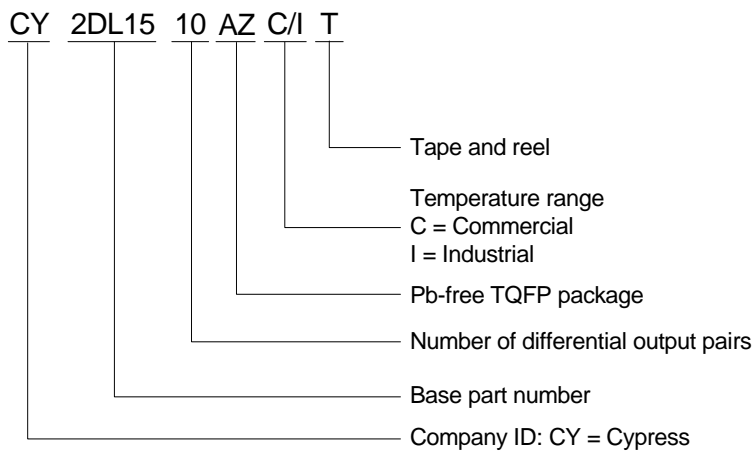 CY 2DL15 10 AZ C/I T
Tape and reel
Temperature range
C = Commercial
I = Industrial
Pb-free TQFP package
Number of differential output pairs
Base part number
Company ID: CY = Cypress